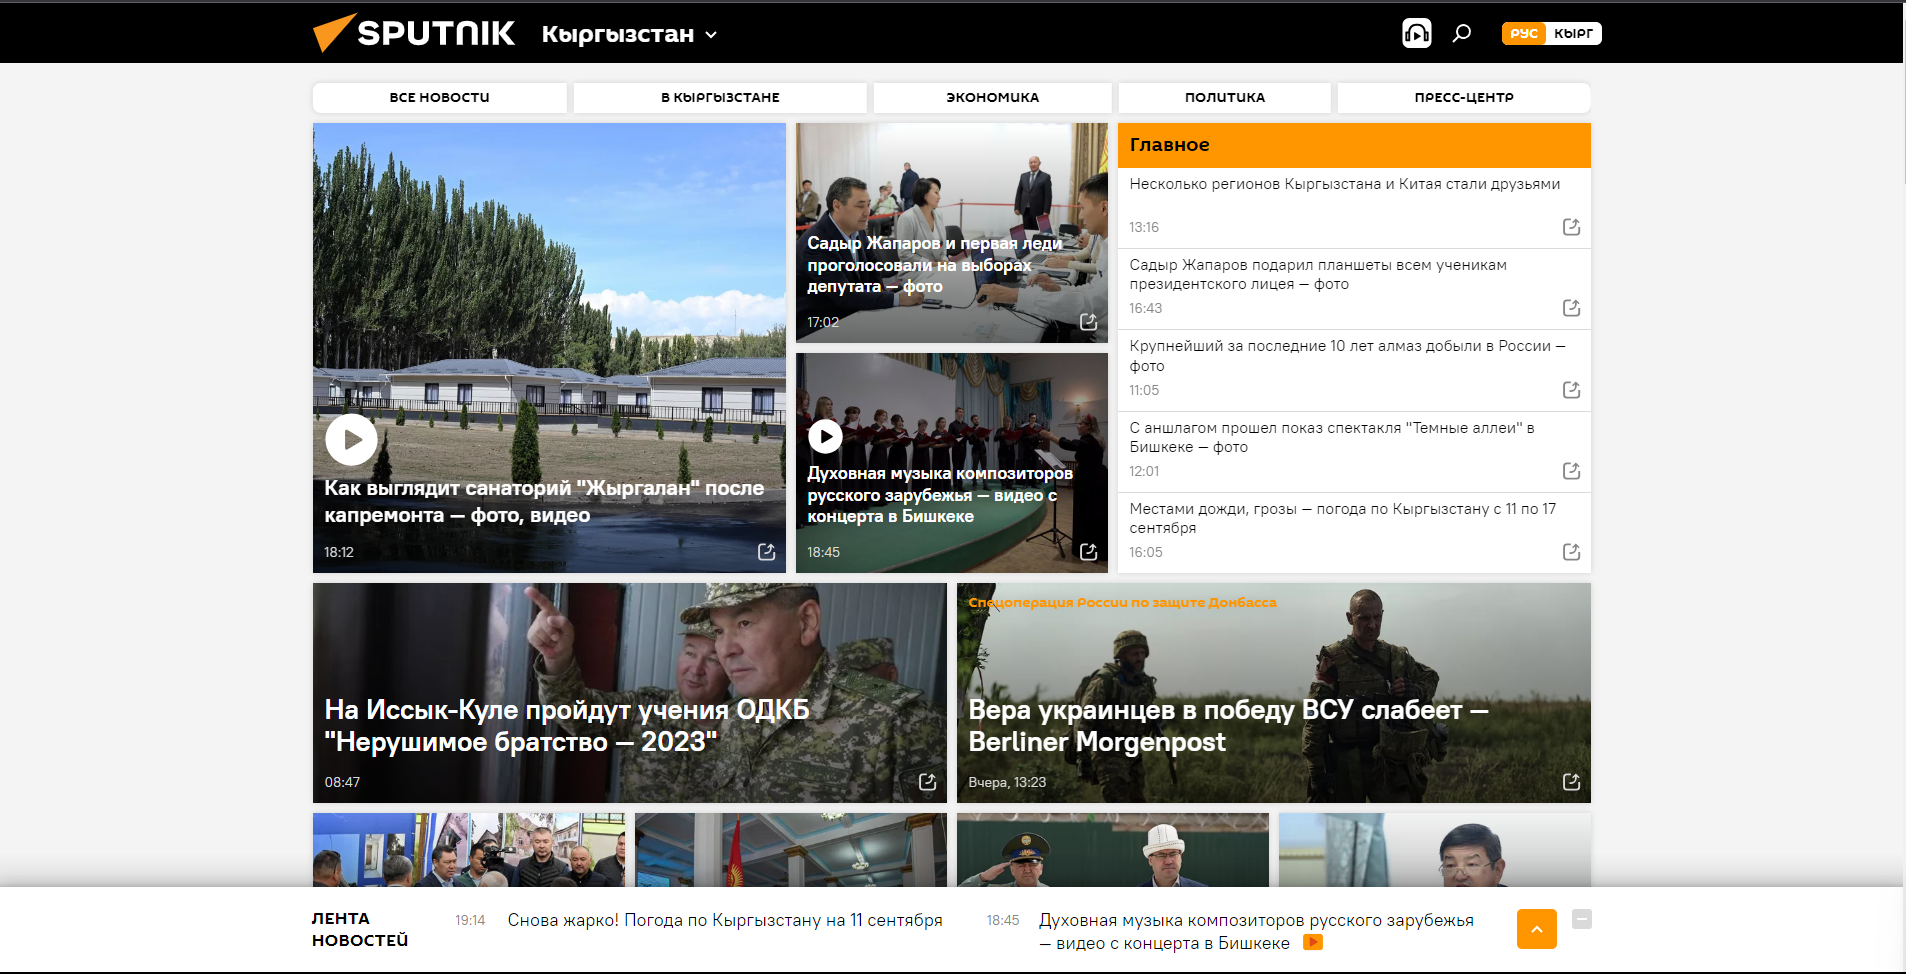 SPUTNIK
Кыргызстан
РУС
КЫРГ
ВСЕ НОВОСТИ
В КЫРГЫЗСТАНЕ
ЭКОНОМИКА
ПОЛИТИКА
ПРЕСС-ЦЕНТР
Как выглядит санаторий "Жыргалан" после
капремонта — фото, видео
18:12
Садыр Жапаров и первая леди
проголосовали на выборах
депутата — фото
17:02
Духовная музыка композиторов
русского зарубежья — видео с
концерта в Бишкеке
18:45
Главное
Несколько регионов Кыргызстана и Китая стали друзьями
13:16
Садыр Жапаров подарил планшеты всем ученикам
президентского лицея — фото
16:43
Крупнейший за последние 10 лет алмаз добыли в России —
фото
11:05
С аншлагом прошел показ спектакля "Темные аллеи" в
Бишкеке — фото
12:01
Местами дожди, грозы — погода по Кыргызстану с 11 по 17
сентября
16:05
На Иссык-Куле пройдут учения ОДКБ
"Нерушимое братство — 2023"
08:47
Спецоперация России по защите Донбасса
Вера украинцев в победу ВСУ слабеет —
Berliner Morgenpost
Вчера, 13:23
ЛЕНТА
НОВОСТЕЙ
19:14
Снова жарко! Погода по Кыргызстану на 11 сентября
18:45
Духовная музыка композиторов русского зарубежья
— видео с концерта в Бишкеке